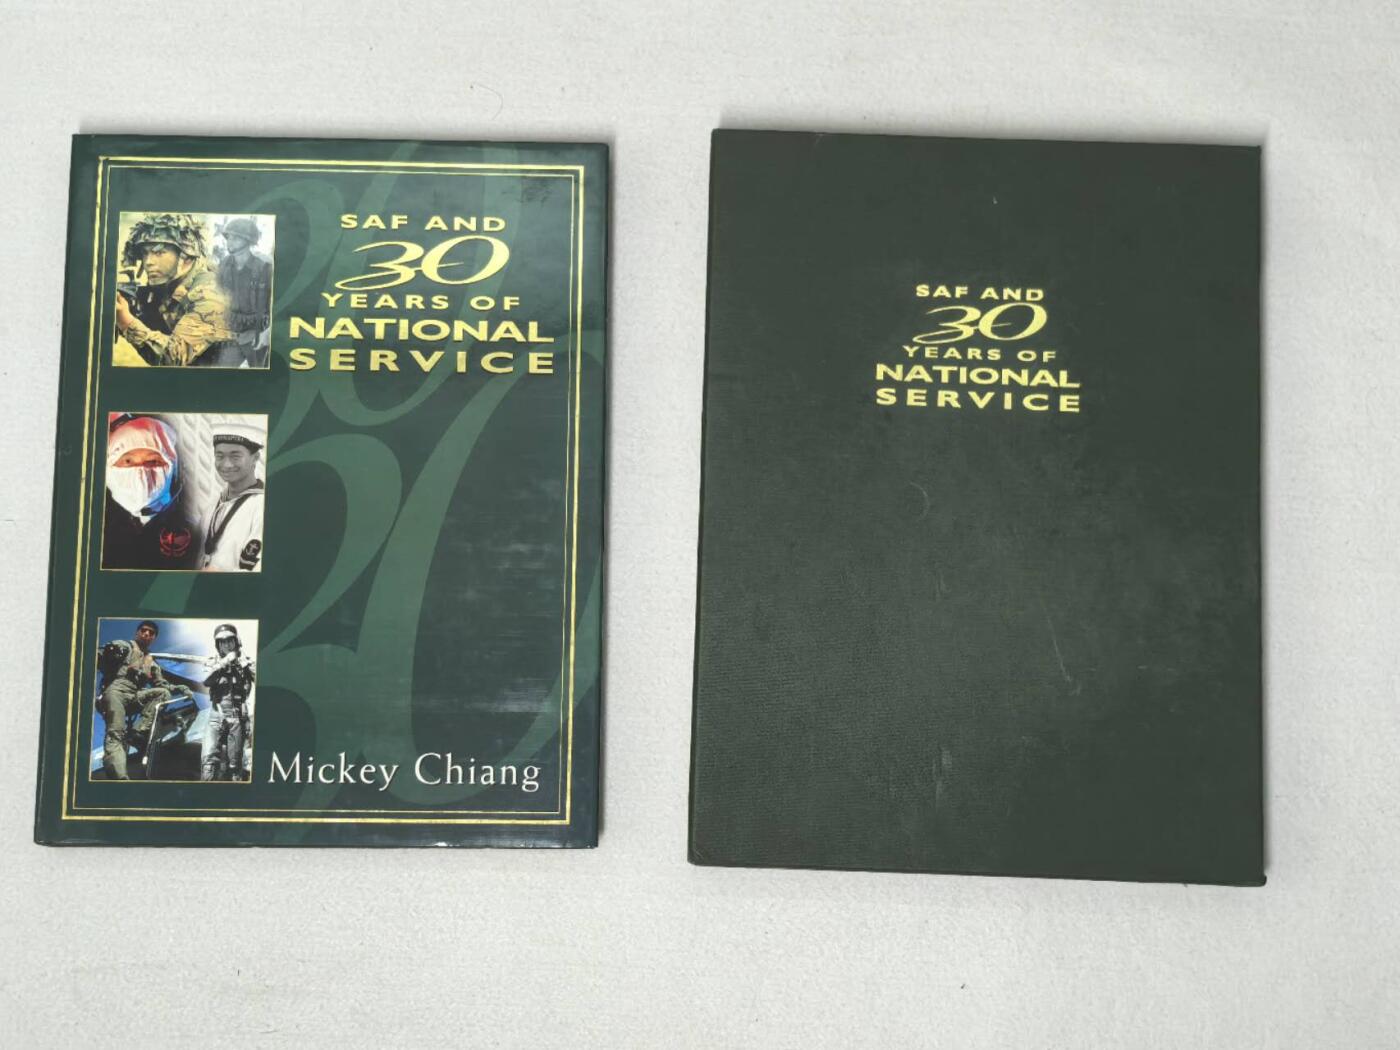 SAF AND
30
YEARS OF
NATIONAL
SERVICE
Mickey Chiang
SAF AND
30
YEARS OF
NATIONAL
SERVICE